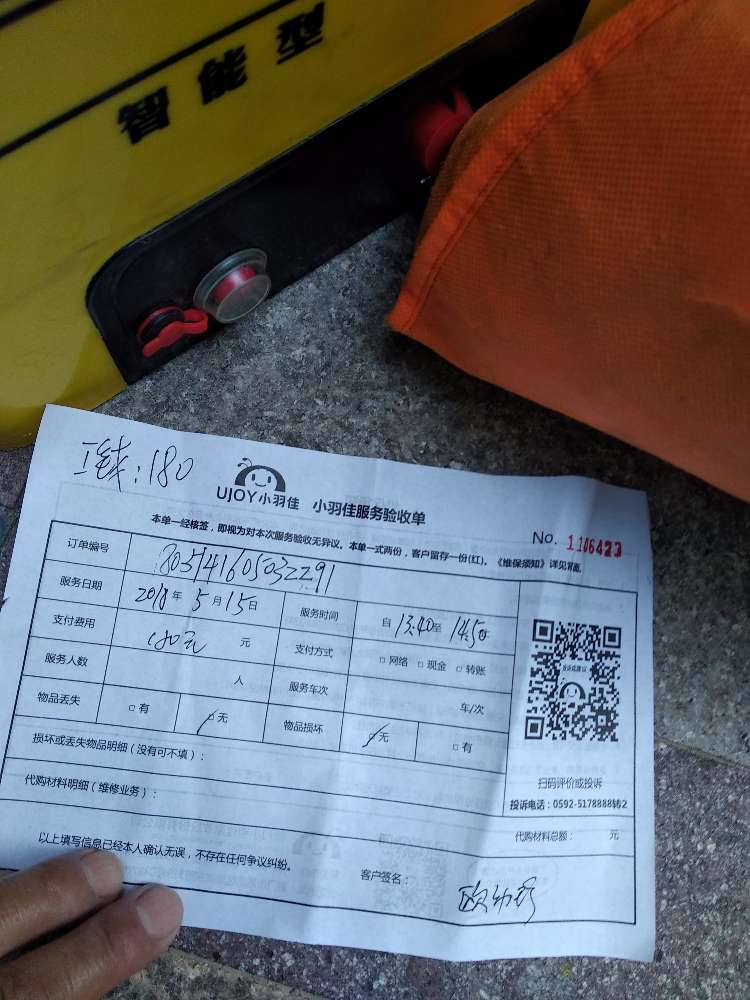 智能型
工钱:180
UJOY小羽佳 小羽佳服务验收单
本单一经核签，即视为对本次服务验收无异议。本单一式两份，客户留存一份(红)。《维保须知》详见背面。
No. 1106423
订单编号 805141605032291
服务日期 2018年5月15日 服务时间 自13:40至14:50
支付费用 180元 元 支付方式 □网络 □现金 □转账
服务人数 人 服务车次 车/次
物品丢失 □有 □无 物品损坏 □无 □有
损坏或丢失物品明细（没有可不填）：
扫码评价或投诉
投诉电话：0592-5178888转2
代购材料明细（维修业务）：
代购材料总额： 元
以上填写信息已经本人确认无误，不存在任何争议纠纷。
客户签名：